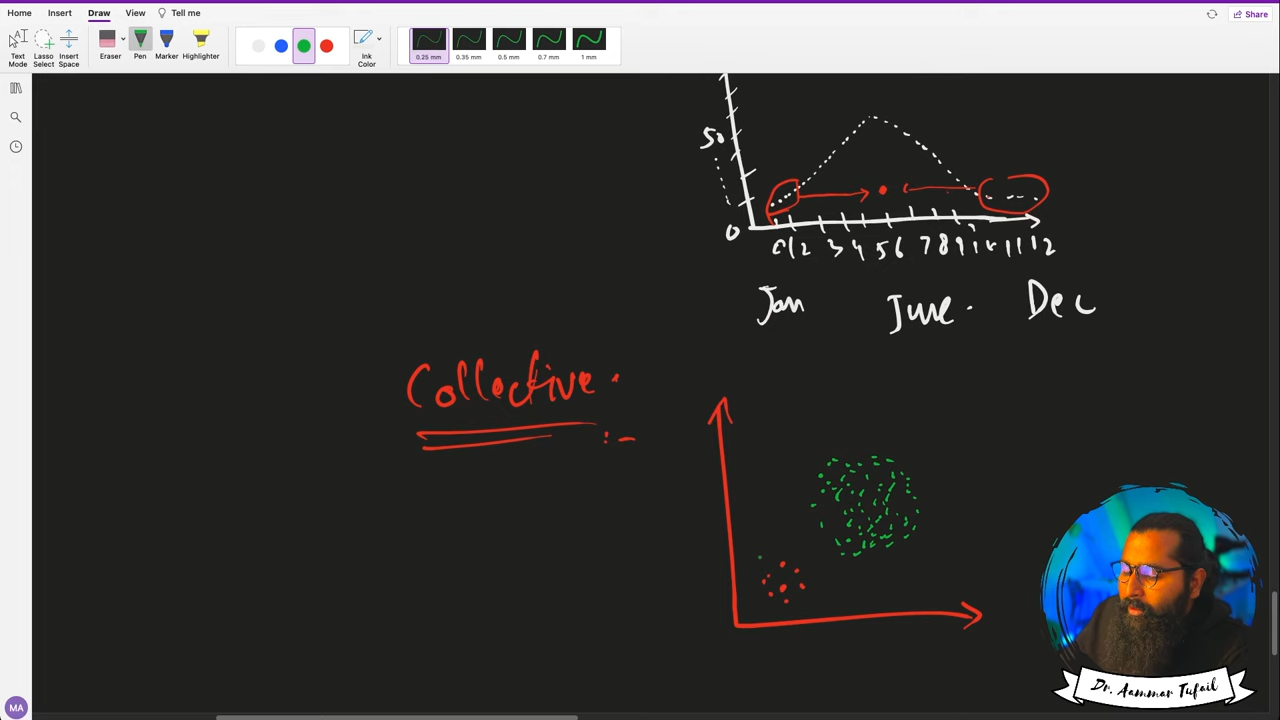 Home Insert Draw View Tell me
Share
Text Mode
Lasso Select
Insert Space
Eraser
Pen
Marker
Highlighter
Ink Color
0.25 mm
0.35 mm
0.5 mm
0.7 mm
1 mm
50
0
2 3 4 5 6 7 8 9 11 12
Jan June. Dec
Collective.
:-
MA
Dr. Aammar Tufail